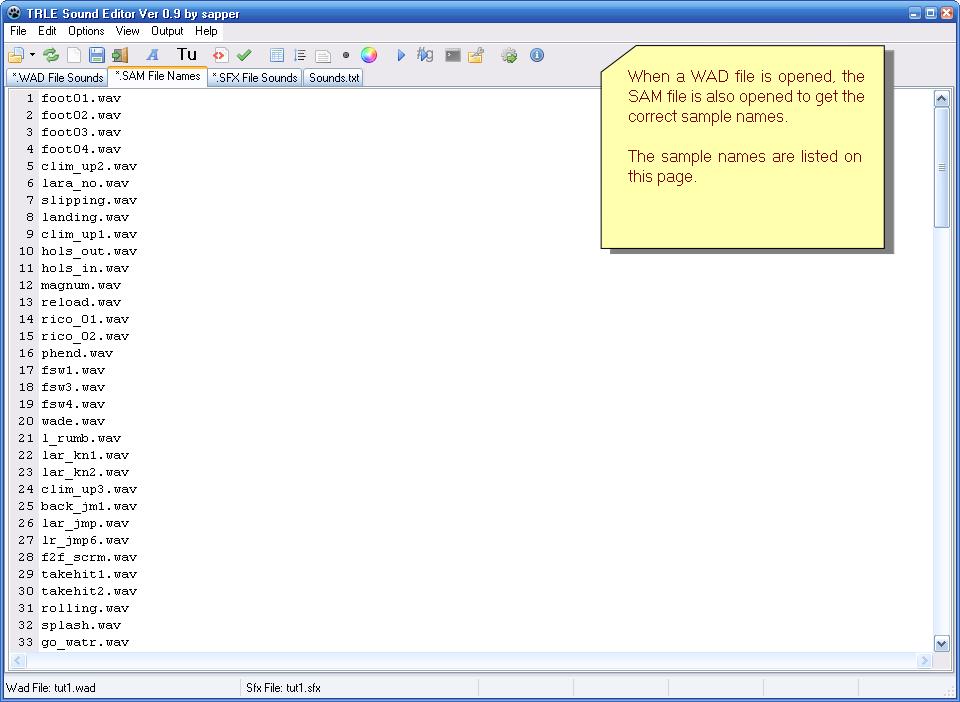 TRLE Sound Editor Ver 0.9 by sapper
File Edit Options View Output Help
A Tu
*.WAD File Sounds *.SAM File Names *.SFX File Sounds Sounds.txt
When a WAD file is opened, the
SAM file is also opened to get the
correct sample names.
The sample names are listed on
this page.
1 foot01.wav
2 foot02.wav
3 foot03.wav
4 foot04.wav
5 clim_up2.wav
6 lara_no.wav
7 slipping.wav
8 landing.wav
9 clim_up1.wav
10 hols_out.wav
11 hols_in.wav
12 magnum.wav
13 reload.wav
14 rico_01.wav
15 rico_02.wav
16 phend.wav
17 fsw1.wav
18 fsw3.wav
19 fsw4.wav
20 wade.wav
21 l_rumb.wav
22 lar_kn1.wav
23 lar_kn2.wav
24 clim_up3.wav
25 back_jm1.wav
26 lar_jmp.wav
27 lr_jmp6.wav
28 f2f_scrm.wav
29 takehit1.wav
30 takehit2.wav
31 rolling.wav
32 splash.wav
33 go_watr.wav
Wad File: tut1.wad Sfx File: tut1.sfx